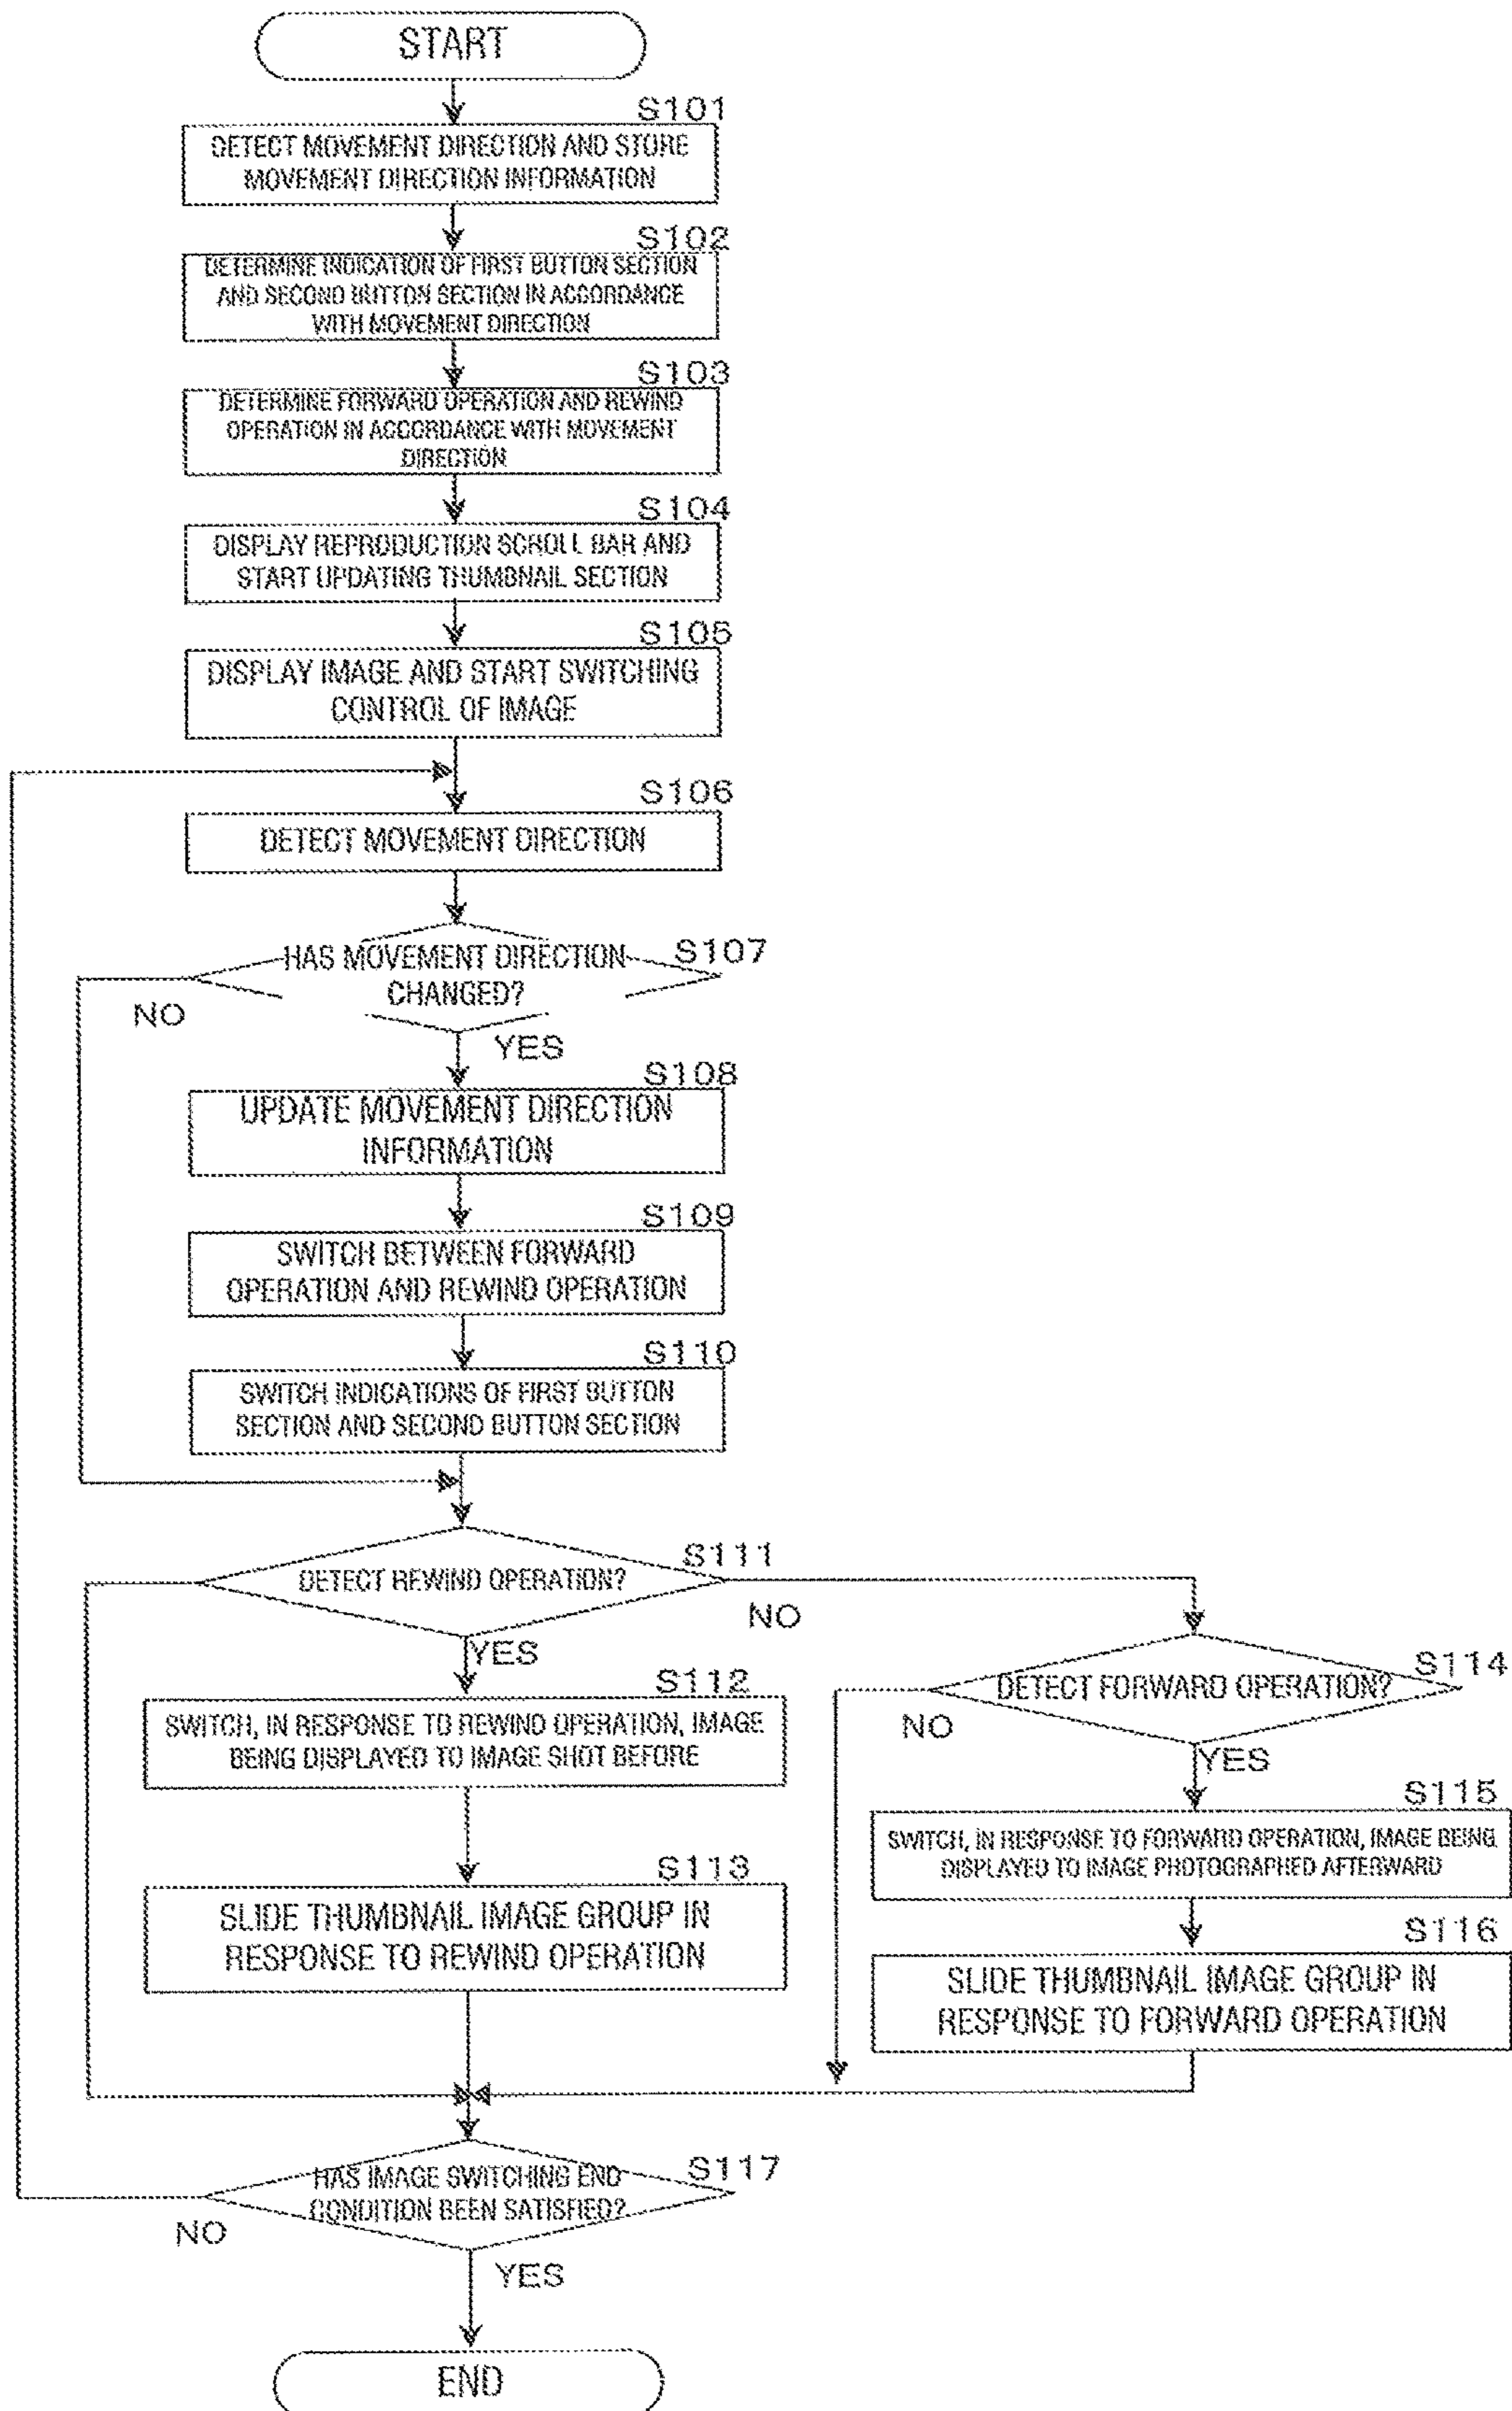 START
S101
DETECT MOVEMENT DIRECTION AND STORE
MOVEMENT DIRECTION INFORMATION
S102
DETERMINE INDICATION OF FIRST BUTTON SECTION
AND SECOND BUTTON SECTION IN ACCORDANCE
WITH MOVEMENT DIRECTION
S103
DETERMINE FORWARD OPERATION AND REWIND
OPERATION IN ACCORDANCE WITH MOVEMENT
DIRECTION
S104
DISPLAY REPRODUCTION SCROLL BAR AND
START UPDATING THUMBNAIL SECTION
S105
DISPLAY IMAGE AND START SWITCHING
CONTROL OF IMAGE
S106
DETECT MOVEMENT DIRECTION
S107
HAS MOVEMENT DIRECTION
CHANGED?
NO
YES
S108
UPDATE MOVEMENT DIRECTION
INFORMATION
S109
SWITCH BETWEEN FORWARD
OPERATION AND REWIND OPERATION
S110
SWITCH INDICATIONS OF FIRST BUTTON
SECTION AND SECOND BUTTON SECTION
S111
DETECT REWIND OPERATION?
NO
YES
S112
SWITCH, IN RESPONSE TO REWIND OPERATION, IMAGE
BEING DISPLAYED TO IMAGE SHOT BEFORE
S113
SLIDE THUMBNAIL IMAGE GROUP IN
RESPONSE TO REWIND OPERATION
S114
DETECT FORWARD OPERATION?
NO
YES
S115
SWITCH, IN RESPONSE TO FORWARD OPERATION, IMAGE BEING
DISPLAYED TO IMAGE PHOTOGRAPHED AFTERWARD
S116
SLIDE THUMBNAIL IMAGE GROUP IN
RESPONSE TO FORWARD OPERATION
S117
HAS IMAGE SWITCHING END
CONDITION BEEN SATISFIED?
NO
YES
END